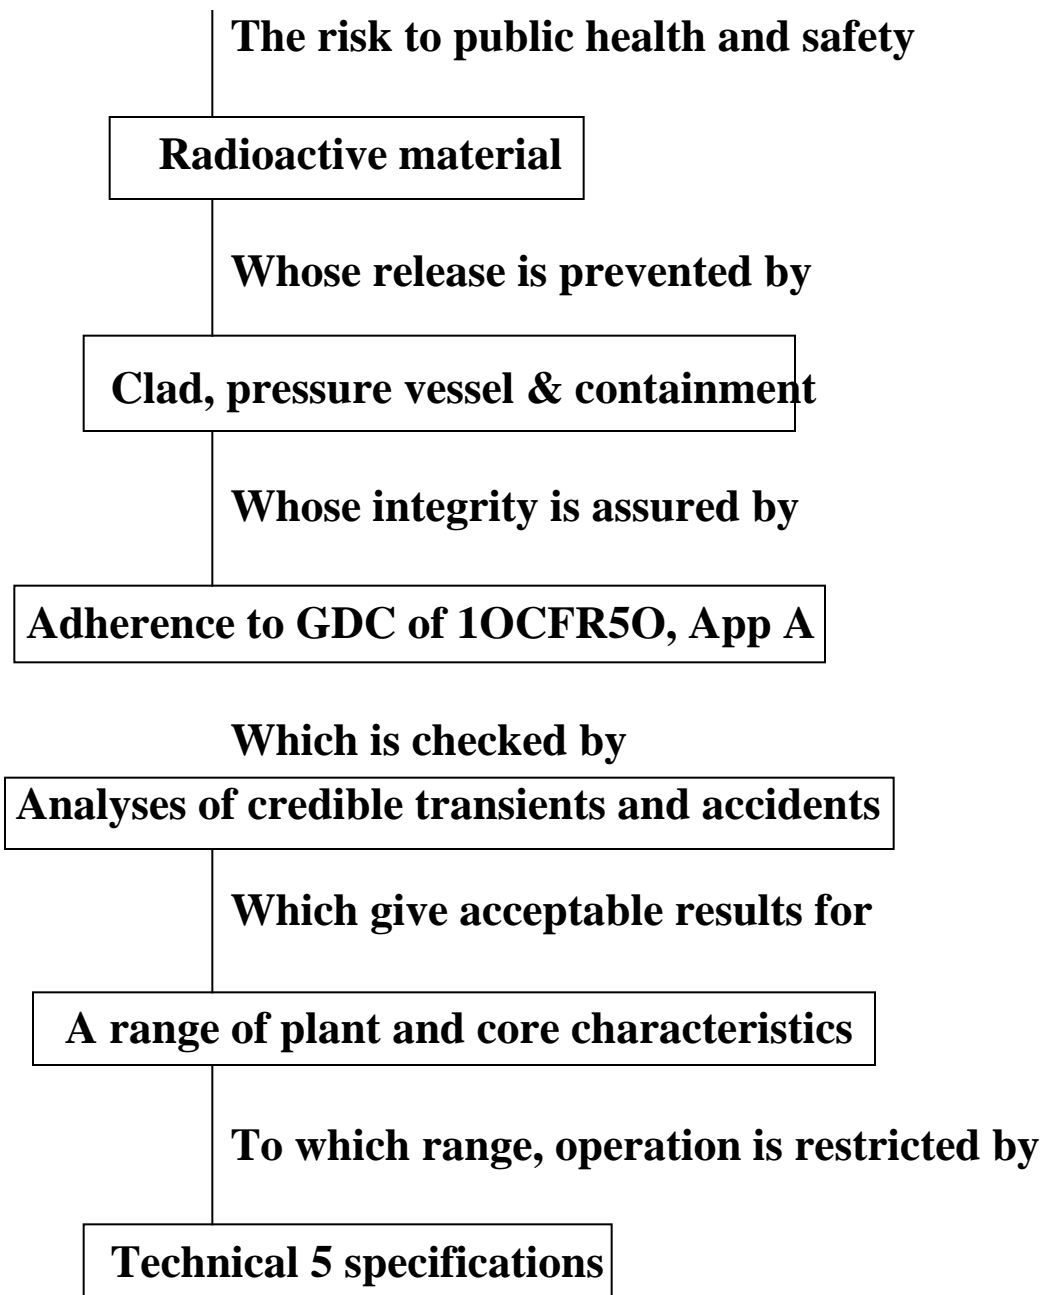 The risk to public health and safety
Radioactive material
Whose release is prevented by
Clad, pressure vessel & containment
Whose integrity is assured by
Adherence to GDC of 1OCFR5O, App A
Which is checked by
Analyses of credible transients and accidents
Which give acceptable results for
A range of plant and core characteristics
To which range, operation is restricted by
Technical 5 specifications